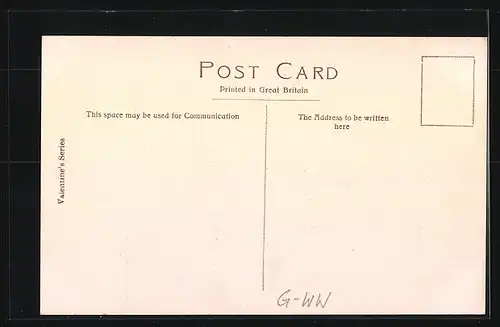 POST CARD
Printed in Great Britain
This space may be used for Communication
The Address to be written
here
Valentine's Series
G-WW